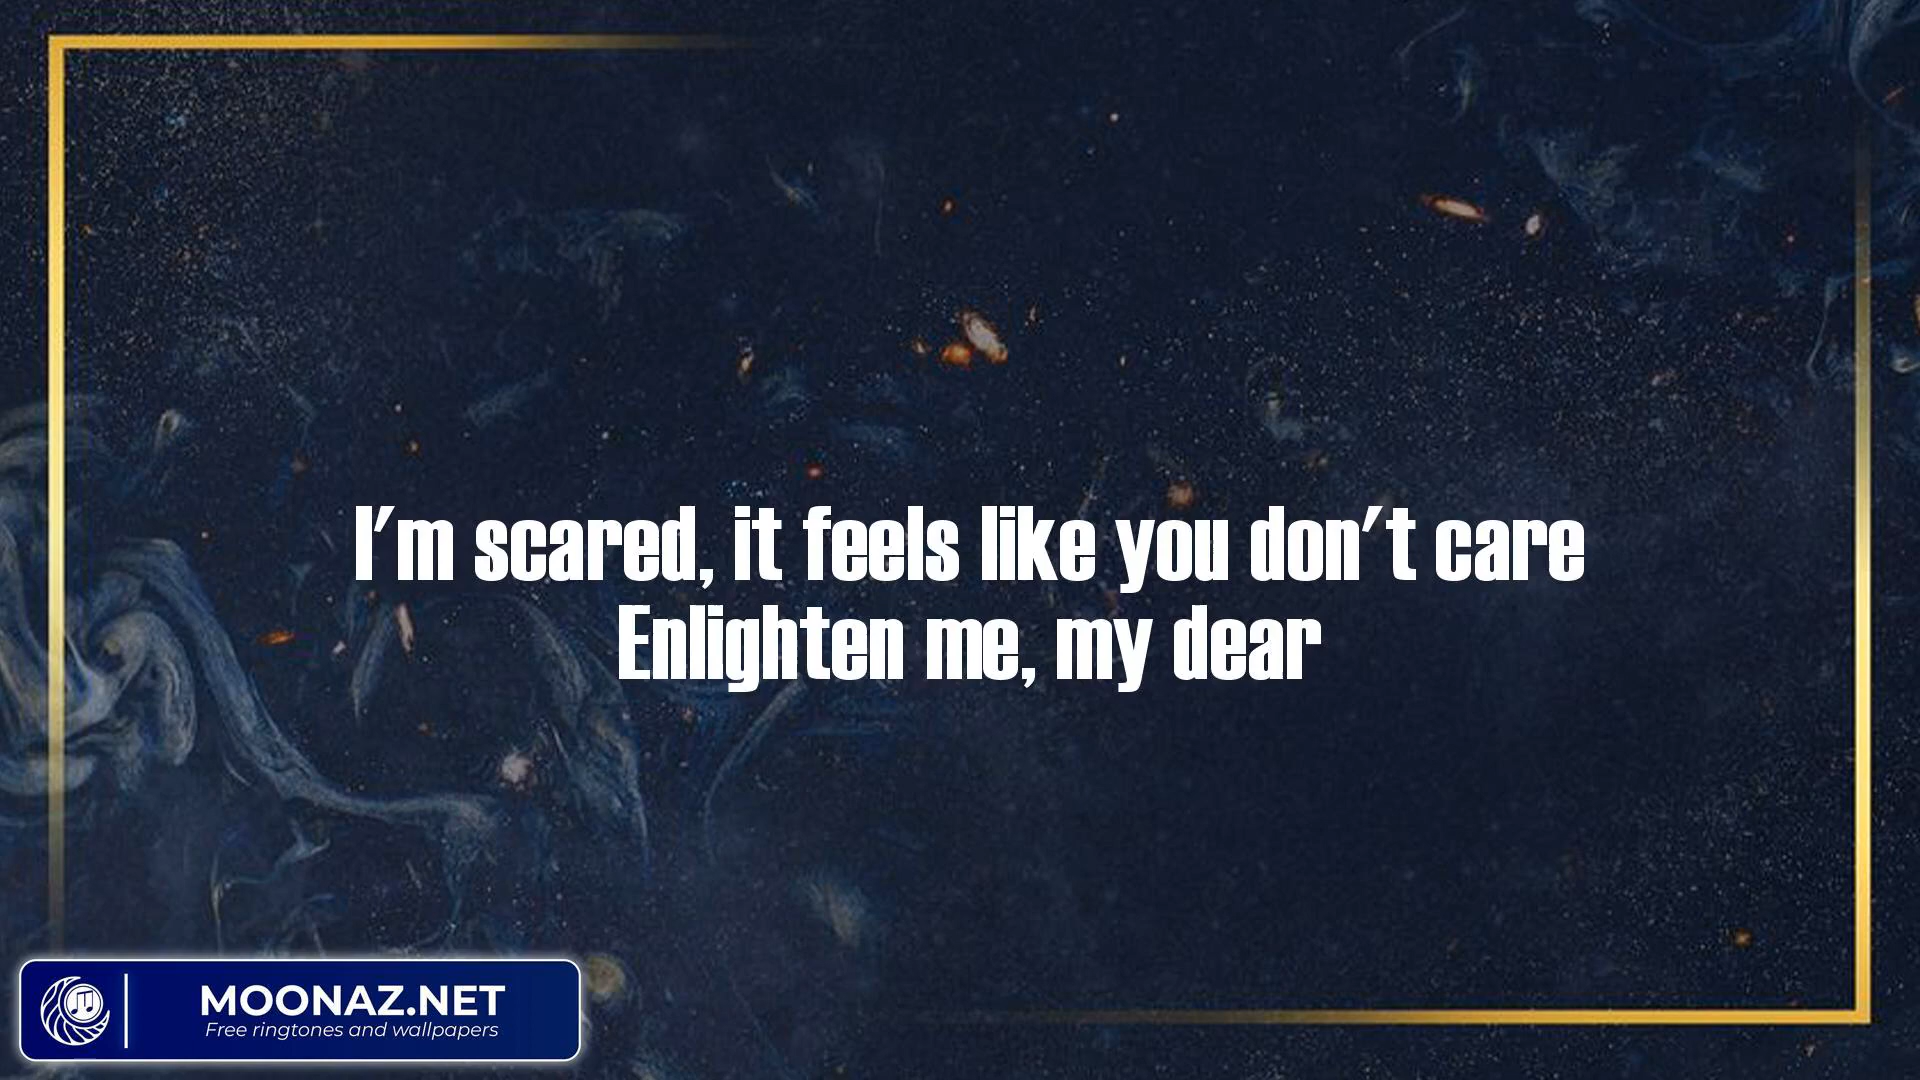 I'm scared, it feels like you don't care
Enlighten me, my dear
MOONAZ.NET
Free ringtones and wallpapers